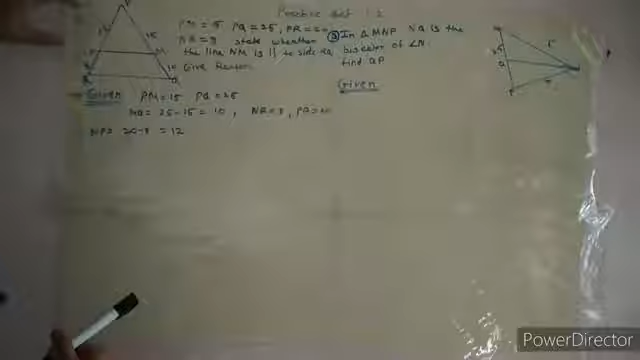 Practice Set 1.2
PM = 15 PQ = 25, PR = 20
NR = 8 state whether
the line NM is || to side RQ
Give Reason
③ In △ MNP NQ is the
bisector of ∠N.
find QP
Given PM = 15 PQ = 25
MQ = 25 - 15 = 10, NR = 8, PR = 20
NP = 20 - 8 = 12
Given
PowerDirector